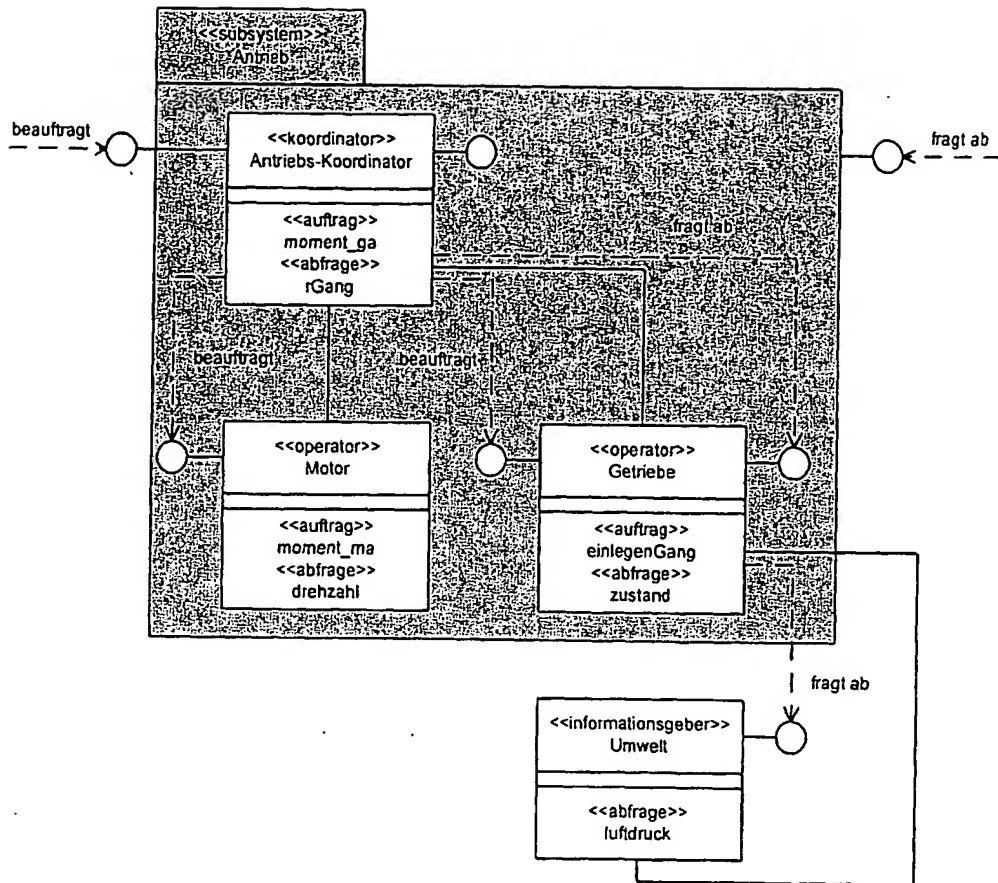 <<subsystem>>
Antrieb
beauftragt
<<koordinator>>
Antriebs-Koordinator
fragt ab
<<auftrag>>
moment_ga
<<abfrage>>
rGang
fragt ab
beauftragt
beauftragt
<<operator>>
Motor
<<auftrag>>
moment_ma
<<abfrage>>
drehzahl
<<operator>>
Getriebe
<<auftrag>>
einlegenGang
<<abfrage>>
zustand
fragt ab
<<informationsgeber>>
Umwelt
<<abfrage>>
luftdruck